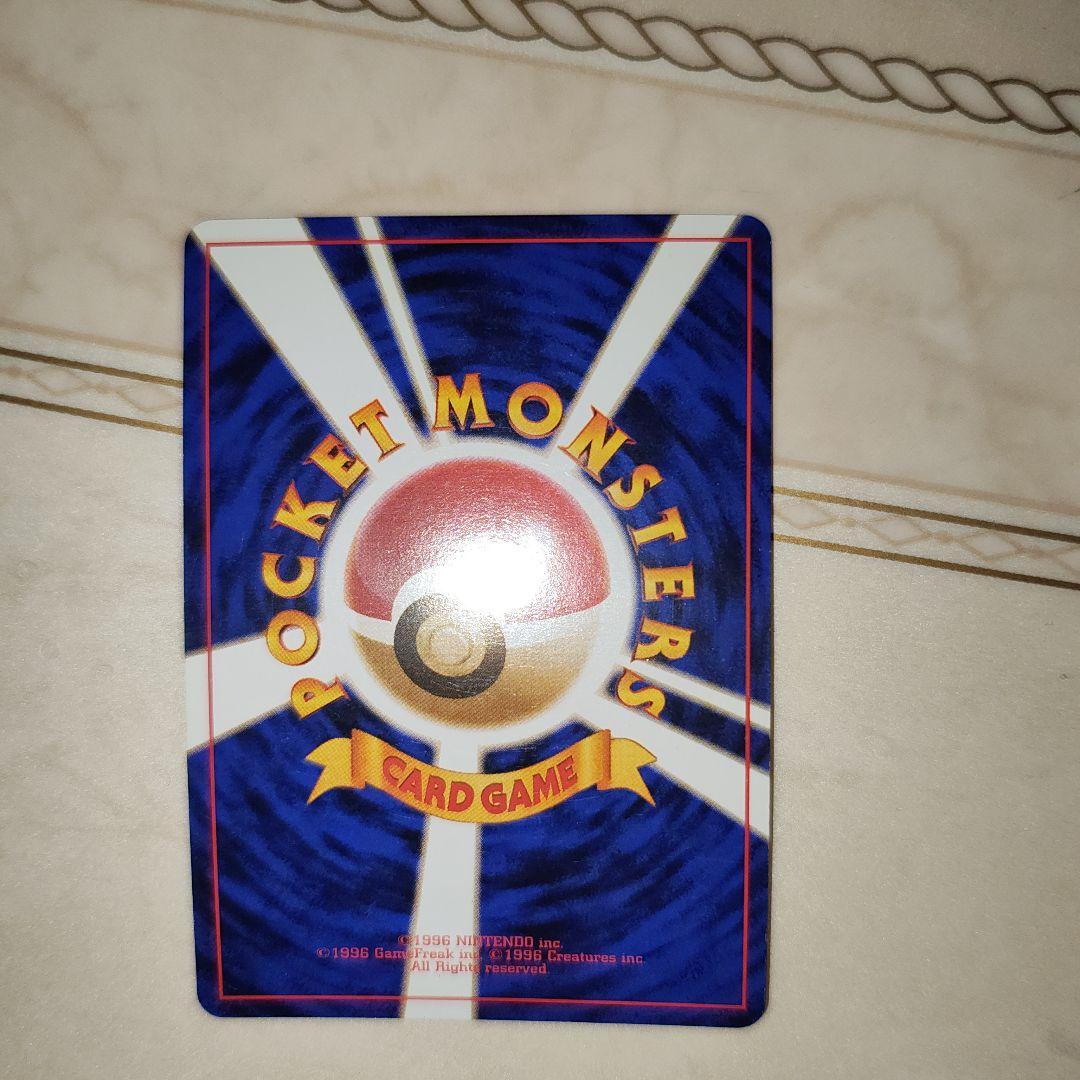 POCKET MONSTERS
CARD GAME
©1996 NINTENDO inc.
©1996 GameFreak inc. ©1996 Creatures inc.
All Rights reserved.